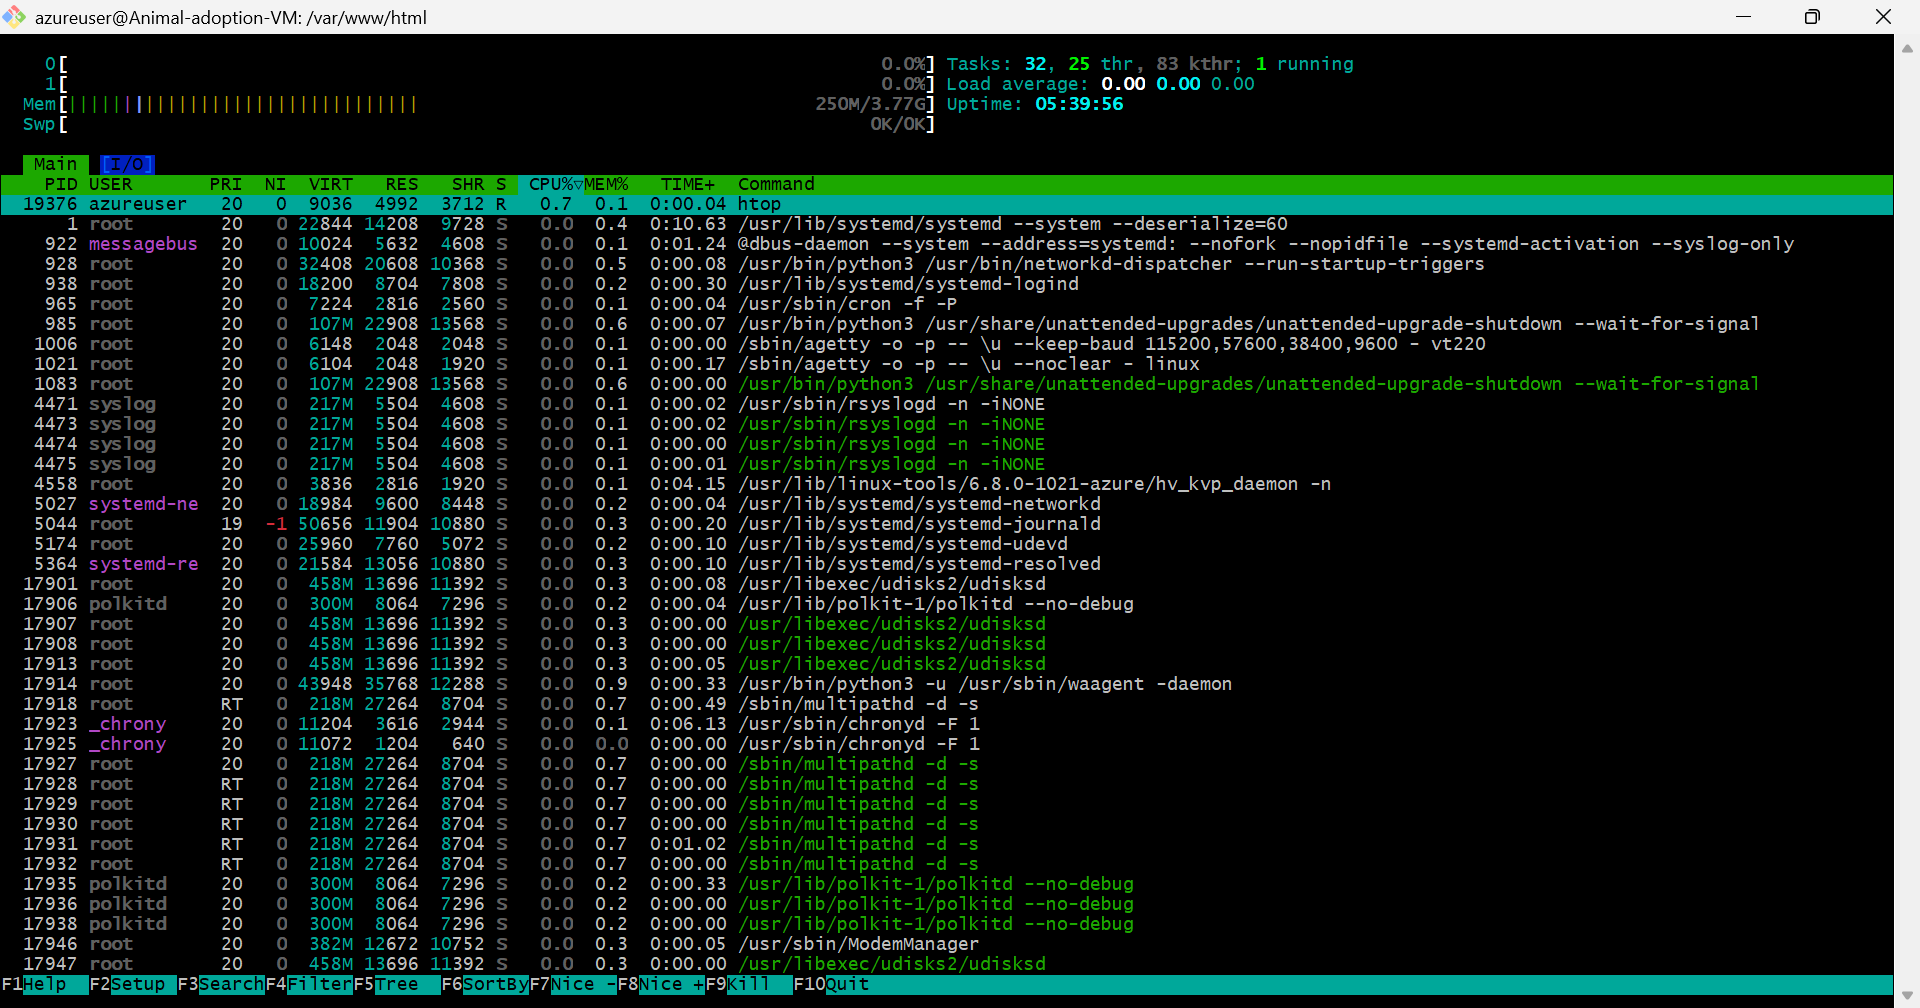 azureuser@Animal-adoption-VM: /var/www/html
0[ 0.0%] Tasks: 32, 25 thr, 83 kthr; 1 running
1[ 0.0%] Load average: 0.00 0.00 0.00
Mem[||||||||||||||||||||||||||||||||250M/3.77G] Uptime: 05:39:56
Swp[ 0K/0K]
Main [I/O]
PID USER PRI NI VIRT RES SHR S CPU%▽MEM% TIME+ Command
19376 azureuser 20 0 9036 4992 3712 R 0.7 0.1 0:00.04 htop
1 root 20 0 22844 14208 9728 S 0.0 0.4 0:10.63 /usr/lib/systemd/systemd --system --deserialize=60
922 messagebus 20 0 10024 5632 4608 S 0.0 0.1 0:01.24 @dbus-daemon --system --address=systemd: --nofork --nopidfile --systemd-activation --syslog-only
928 root 20 0 32408 20608 10368 S 0.0 0.5 0:00.08 /usr/bin/python3 /usr/bin/networkd-dispatcher --run-startup-triggers
938 root 20 0 18200 8704 7808 S 0.0 0.2 0:00.30 /usr/lib/systemd/systemd-logind
965 root 20 0 7224 2816 2560 S 0.0 0.1 0:00.04 /usr/sbin/cron -f -P
985 root 20 0 107M 22908 13568 S 0.0 0.6 0:00.07 /usr/bin/python3 /usr/share/unattended-upgrades/unattended-upgrade-shutdown --wait-for-signal
1006 root 20 0 6148 2048 2048 S 0.0 0.1 0:00.00 /sbin/agetty -o -p -- \u --keep-baud 115200,57600,38400,9600 - vt220
1021 root 20 0 6104 2048 1920 S 0.0 0.1 0:00.17 /sbin/agetty -o -p -- \u --noclear - linux
1083 root 20 0 107M 22908 13568 S 0.0 0.6 0:00.00 /usr/bin/python3 /usr/share/unattended-upgrades/unattended-upgrade-shutdown --wait-for-signal
4471 syslog 20 0 217M 5504 4608 S 0.0 0.1 0:00.02 /usr/sbin/rsyslogd -n -iNONE
4473 syslog 20 0 217M 5504 4608 S 0.0 0.1 0:00.02 /usr/sbin/rsyslogd -n -iNONE
4474 syslog 20 0 217M 5504 4608 S 0.0 0.1 0:00.00 /usr/sbin/rsyslogd -n -iNONE
4475 syslog 20 0 217M 5504 4608 S 0.0 0.1 0:00.01 /usr/sbin/rsyslogd -n -iNONE
4558 root 20 0 3836 2816 1920 S 0.0 0.1 0:04.15 /usr/lib/linux-tools/6.8.0-1021-azure/hv_kvp_daemon -n
5027 systemd-ne 20 0 18984 9600 8448 S 0.0 0.2 0:00.04 /usr/lib/systemd/systemd-networkd
5044 root 19 -1 50656 11904 10880 S 0.0 0.3 0:00.20 /usr/lib/systemd/systemd-journald
5174 root 20 0 25960 7760 5072 S 0.0 0.2 0:00.10 /usr/lib/systemd/systemd-udevd
5364 systemd-re 20 0 21584 13056 10880 S 0.0 0.3 0:00.10 /usr/lib/systemd/systemd-resolved
17901 root 20 0 458M 13696 11392 S 0.0 0.3 0:00.08 /usr/libexec/udisks2/udisksd
17906 polkitd 20 0 300M 8064 7296 S 0.0 0.2 0:00.04 /usr/lib/polkit-1/polkitd --no-debug
17907 root 20 0 458M 13696 11392 S 0.0 0.3 0:00.00 /usr/libexec/udisks2/udisksd
17908 root 20 0 458M 13696 11392 S 0.0 0.3 0:00.00 /usr/libexec/udisks2/udisksd
17913 root 20 0 458M 13696 11392 S 0.0 0.3 0:00.05 /usr/libexec/udisks2/udisksd
17914 root 20 0 43948 35768 12288 S 0.0 0.9 0:00.33 /usr/bin/python3 -u /usr/sbin/waagent -daemon
17918 root RT 0 218M 27264 8704 S 0.0 0.7 0:00.49 /sbin/multipathd -d -s
17923 _chrony 20 0 11204 3616 2944 S 0.0 0.1 0:06.13 /usr/sbin/chronyd -F 1
17925 _chrony 20 0 11072 1204 640 S 0.0 0.0 0:00.00 /usr/sbin/chronyd -F 1
17927 root 20 0 218M 27264 8704 S 0.0 0.7 0:00.00 /sbin/multipathd -d -s
17928 root RT 0 218M 27264 8704 S 0.0 0.7 0:00.00 /sbin/multipathd -d -s
17929 root RT 0 218M 27264 8704 S 0.0 0.7 0:00.00 /sbin/multipathd -d -s
17930 root RT 0 218M 27264 8704 S 0.0 0.7 0:00.00 /sbin/multipathd -d -s
17931 root RT 0 218M 27264 8704 S 0.0 0.7 0:01.02 /sbin/multipathd -d -s
17932 root RT 0 218M 27264 8704 S 0.0 0.7 0:00.00 /sbin/multipathd -d -s
17935 polkitd 20 0 300M 8064 7296 S 0.0 0.2 0:00.33 /usr/lib/polkit-1/polkitd --no-debug
17936 polkitd 20 0 300M 8064 7296 S 0.0 0.2 0:00.00 /usr/lib/polkit-1/polkitd --no-debug
17938 polkitd 20 0 300M 8064 7296 S 0.0 0.2 0:00.00 /usr/lib/polkit-1/polkitd --no-debug
17946 root 20 0 382M 12672 10752 S 0.0 0.3 0:00.05 /usr/sbin/ModemManager
17947 root 20 0 458M 13696 11392 S 0.0 0.3 0:00.00 /usr/libexec/udisks2/udisksd
F1Help F2Setup F3SearchF4FilterF5Tree F6SortByF7Nice -F8Nice +F9Kill F10Quit